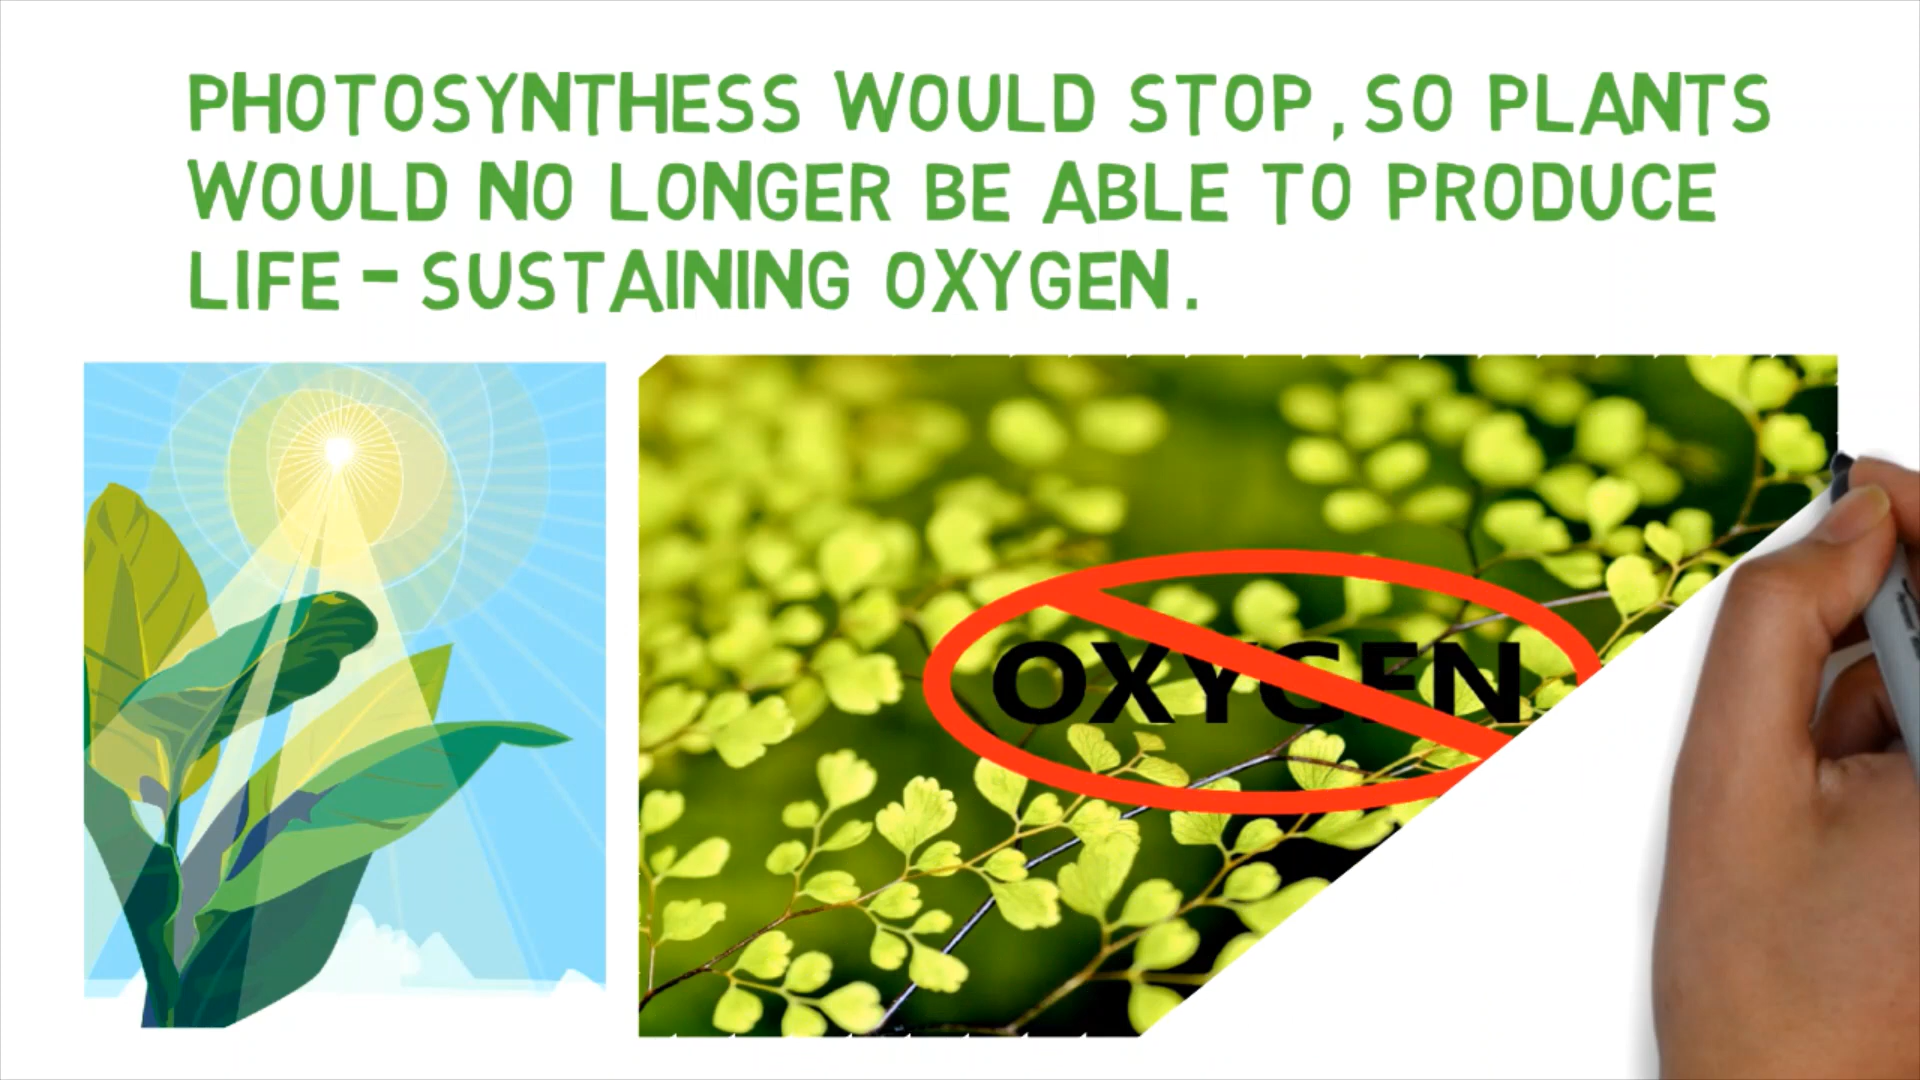 PHOTOSYNTHESS WOULD STOP, SO PLANTS
WOULD NO LONGER BE ABLE TO PRODUCE
LIFE - SUSTAINING OXYGEN.
OXYGEN